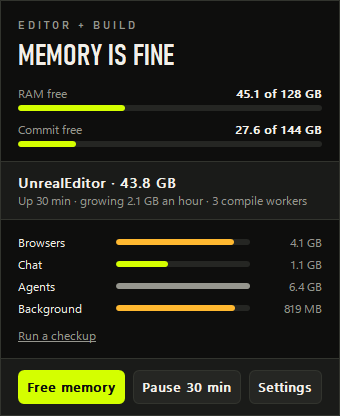 EDITOR + BUILD
MEMORY IS FINE
RAM free 45.1 of 128 GB
Commit free 27.6 of 144 GB
UnrealEditor · 43.8 GB
Up 30 min · growing 2.1 GB an hour · 3 compile workers
Browsers 4.1 GB
Chat 1.1 GB
Agents 6.4 GB
Background 819 MB
Run a checkup
Free memory Pause 30 min Settings